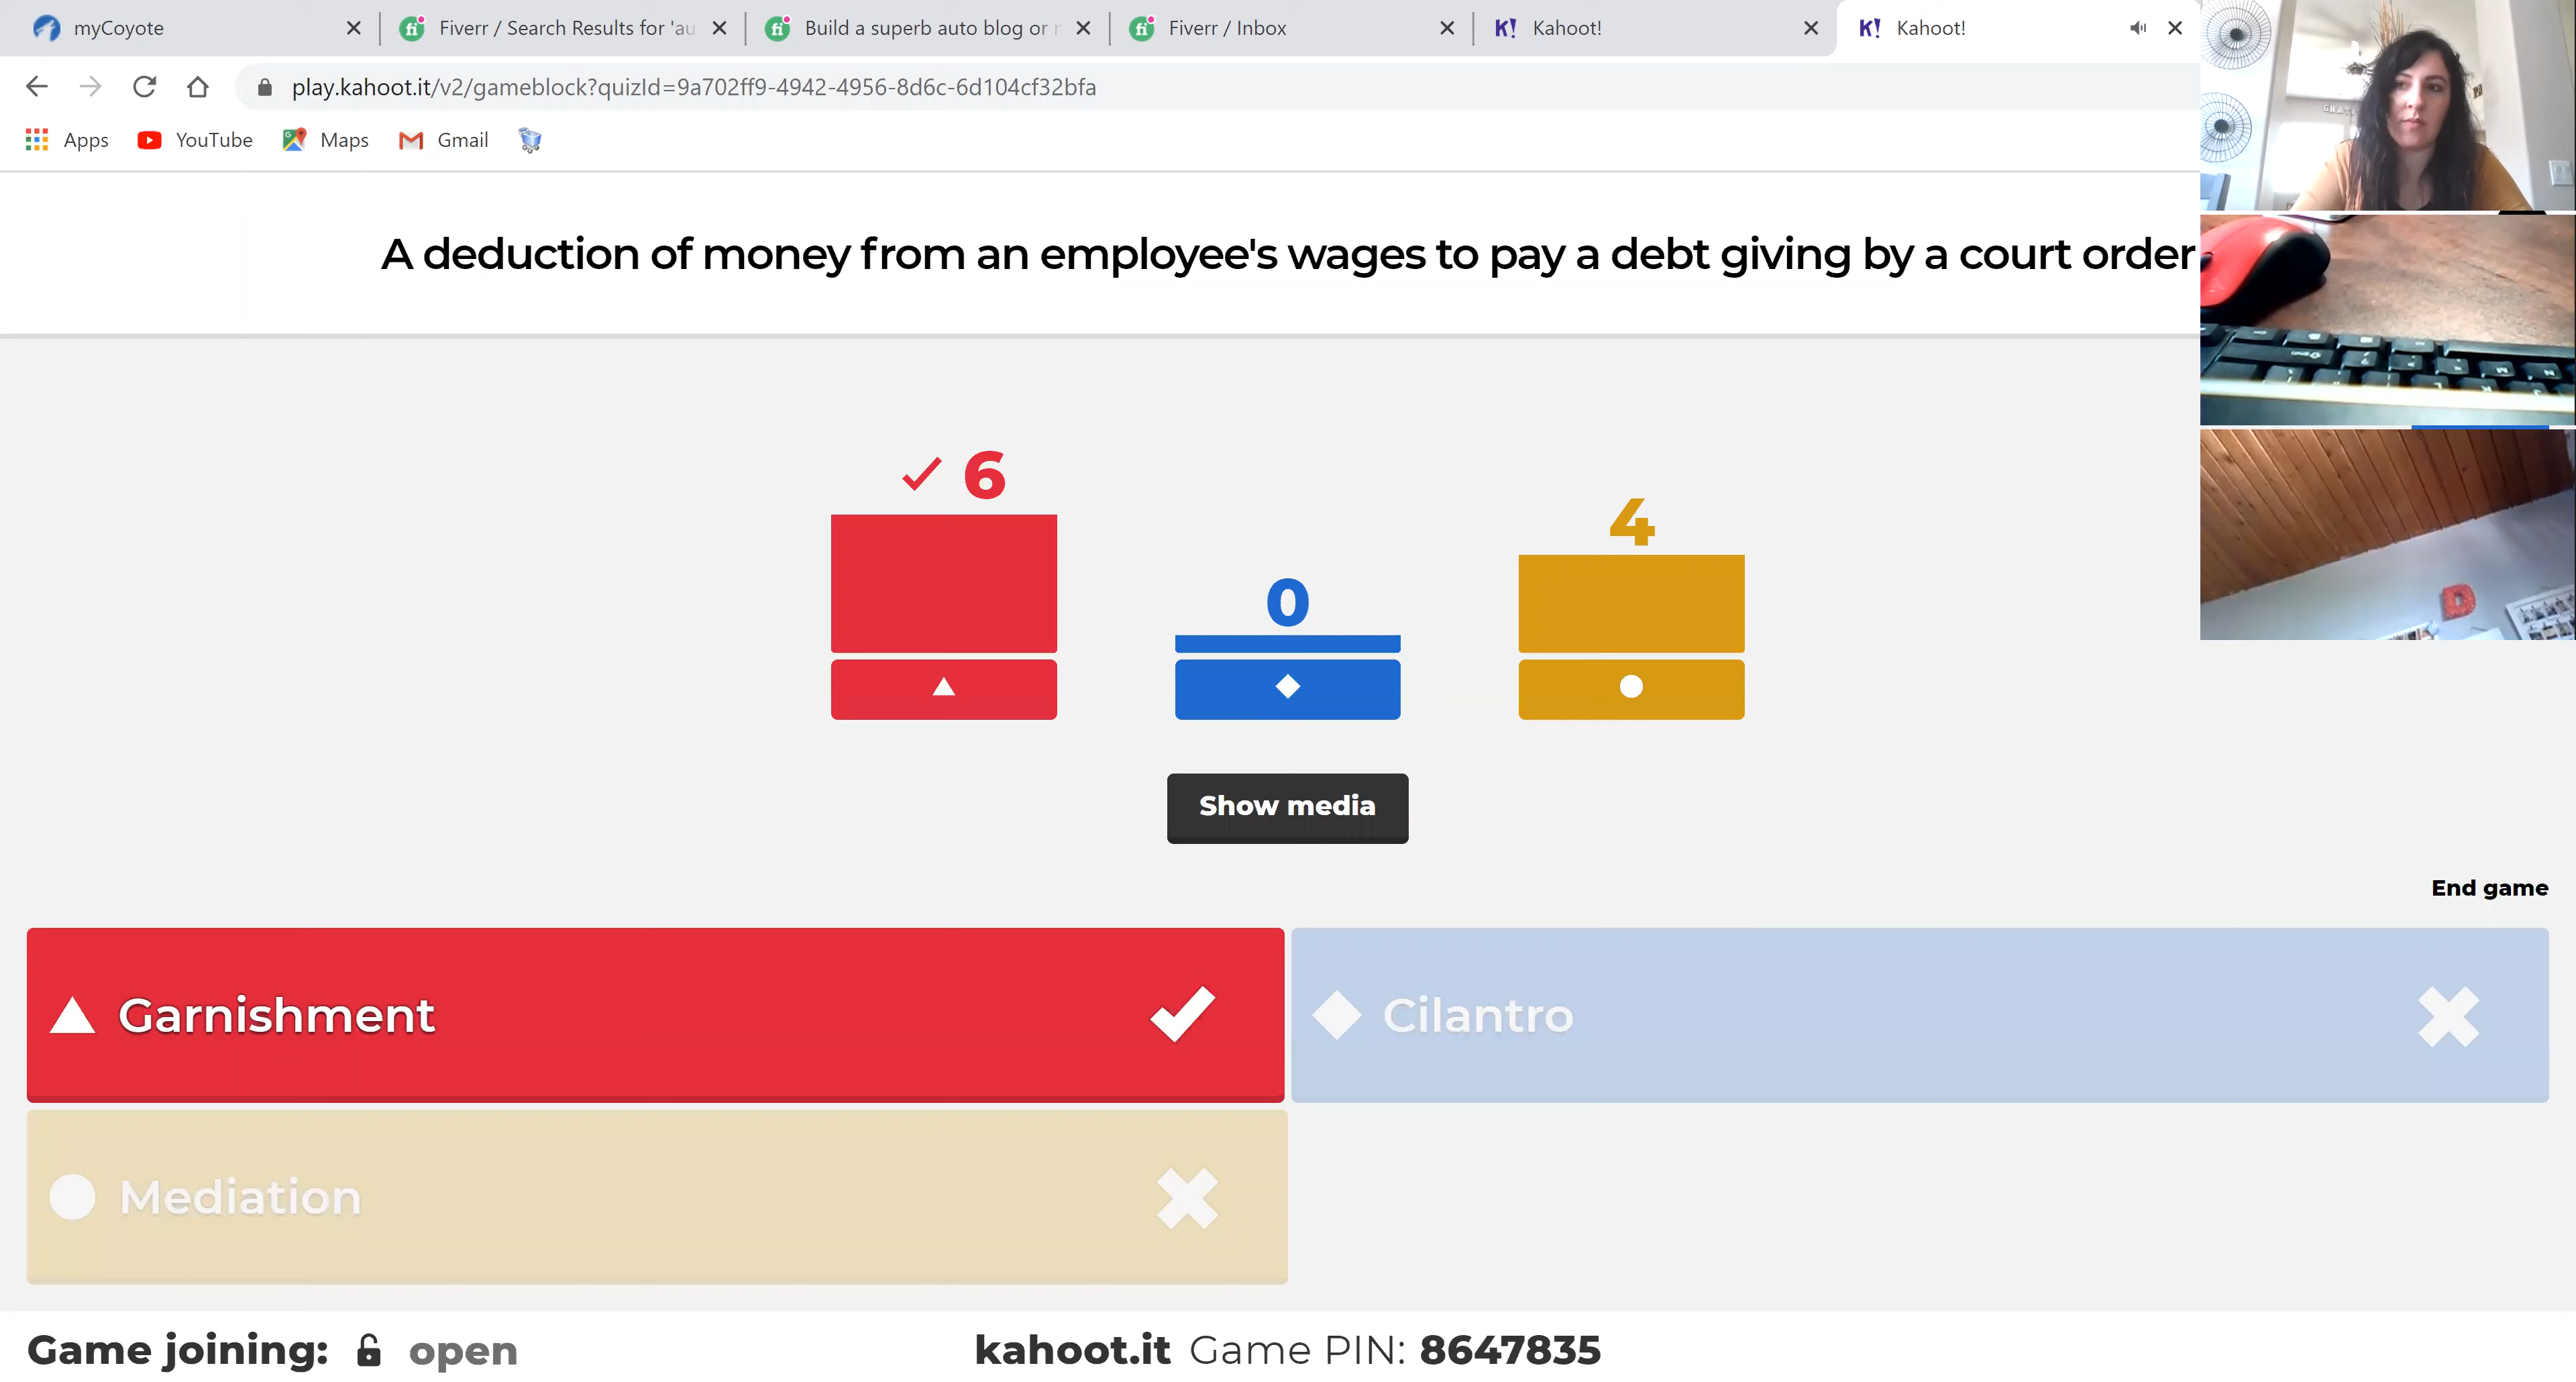 myCoyote
Fiverr / Search Results for 'au
Build a superb auto blog or
Fiverr / Inbox
K! Kahoot!
K! Kahoot!
play.kahoot.it/v2/gameblock?quizId=9a702ff9-4942-4956-8d6c-6d104cf32bfa
Apps
YouTube
Maps
Gmail
A deduction of money from an employee's wages to pay a debt giving by a court order
6
0
4
Show media
End game
Garnishment
Cilantro
Mediation
Game joining: open
kahoot.it Game PIN: 8647835
D